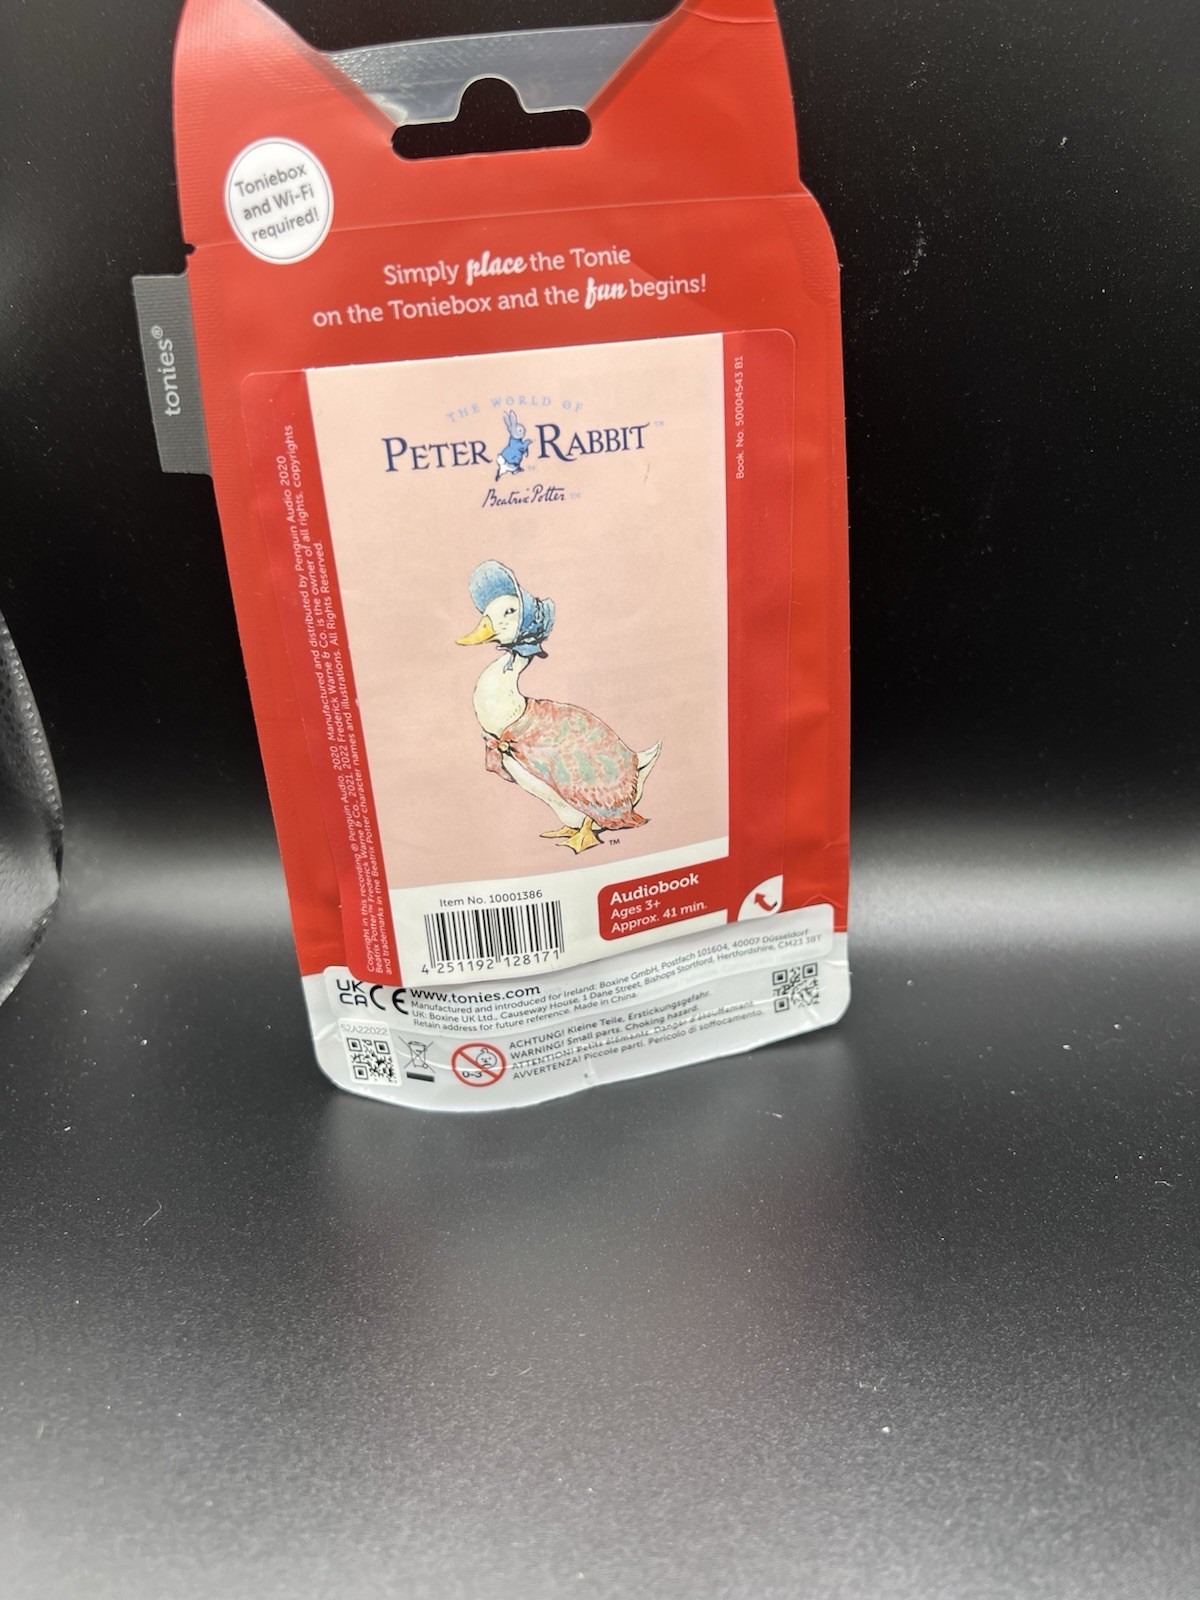 Toniebox
and Wi-Fi
required!
Simply place the Tonie
on the Toniebox and the fun begins!
tonies®
THE WORLD OF
PETER RABBIT™
Beatrix Potter™
Book. No. 50004543 B1
Copyright in this recording ℗ Penguin Audio, 2020. Manufactured and distributed by Penguin Audio 2020
Beatrix Potter™ Frederick Warne & Co., 2021, 2022 Frederick Warne & Co. is the owner of all rights, copyrights
and trademarks in the Beatrix Potter character names and illustrations. All Rights Reserved.
TM
Item No. 10001386
4 251192 128171
Audiobook
Ages 3+
Approx. 41 min.
UK
CA CE
www.tonies.com
Manufactured and introduced for Ireland: Boxine GmbH, Postfach 101604, 40007 Düsseldorf
UK: Boxine UK Ltd., Causeway House, 1 Dane Street, Bishops Stortford, Hertfordshire, CM23 3BT
Retain address for future reference. Made in China.
52A22022
0-3
ACHTUNG! Kleine Teile, Erstickungsgefahr.
WARNING! Small parts. Choking hazard.
ATTENTION! Petits éléments. Danger d'étouffement.
AVVERTENZA! Piccole parti. Pericolo di soffocamento.